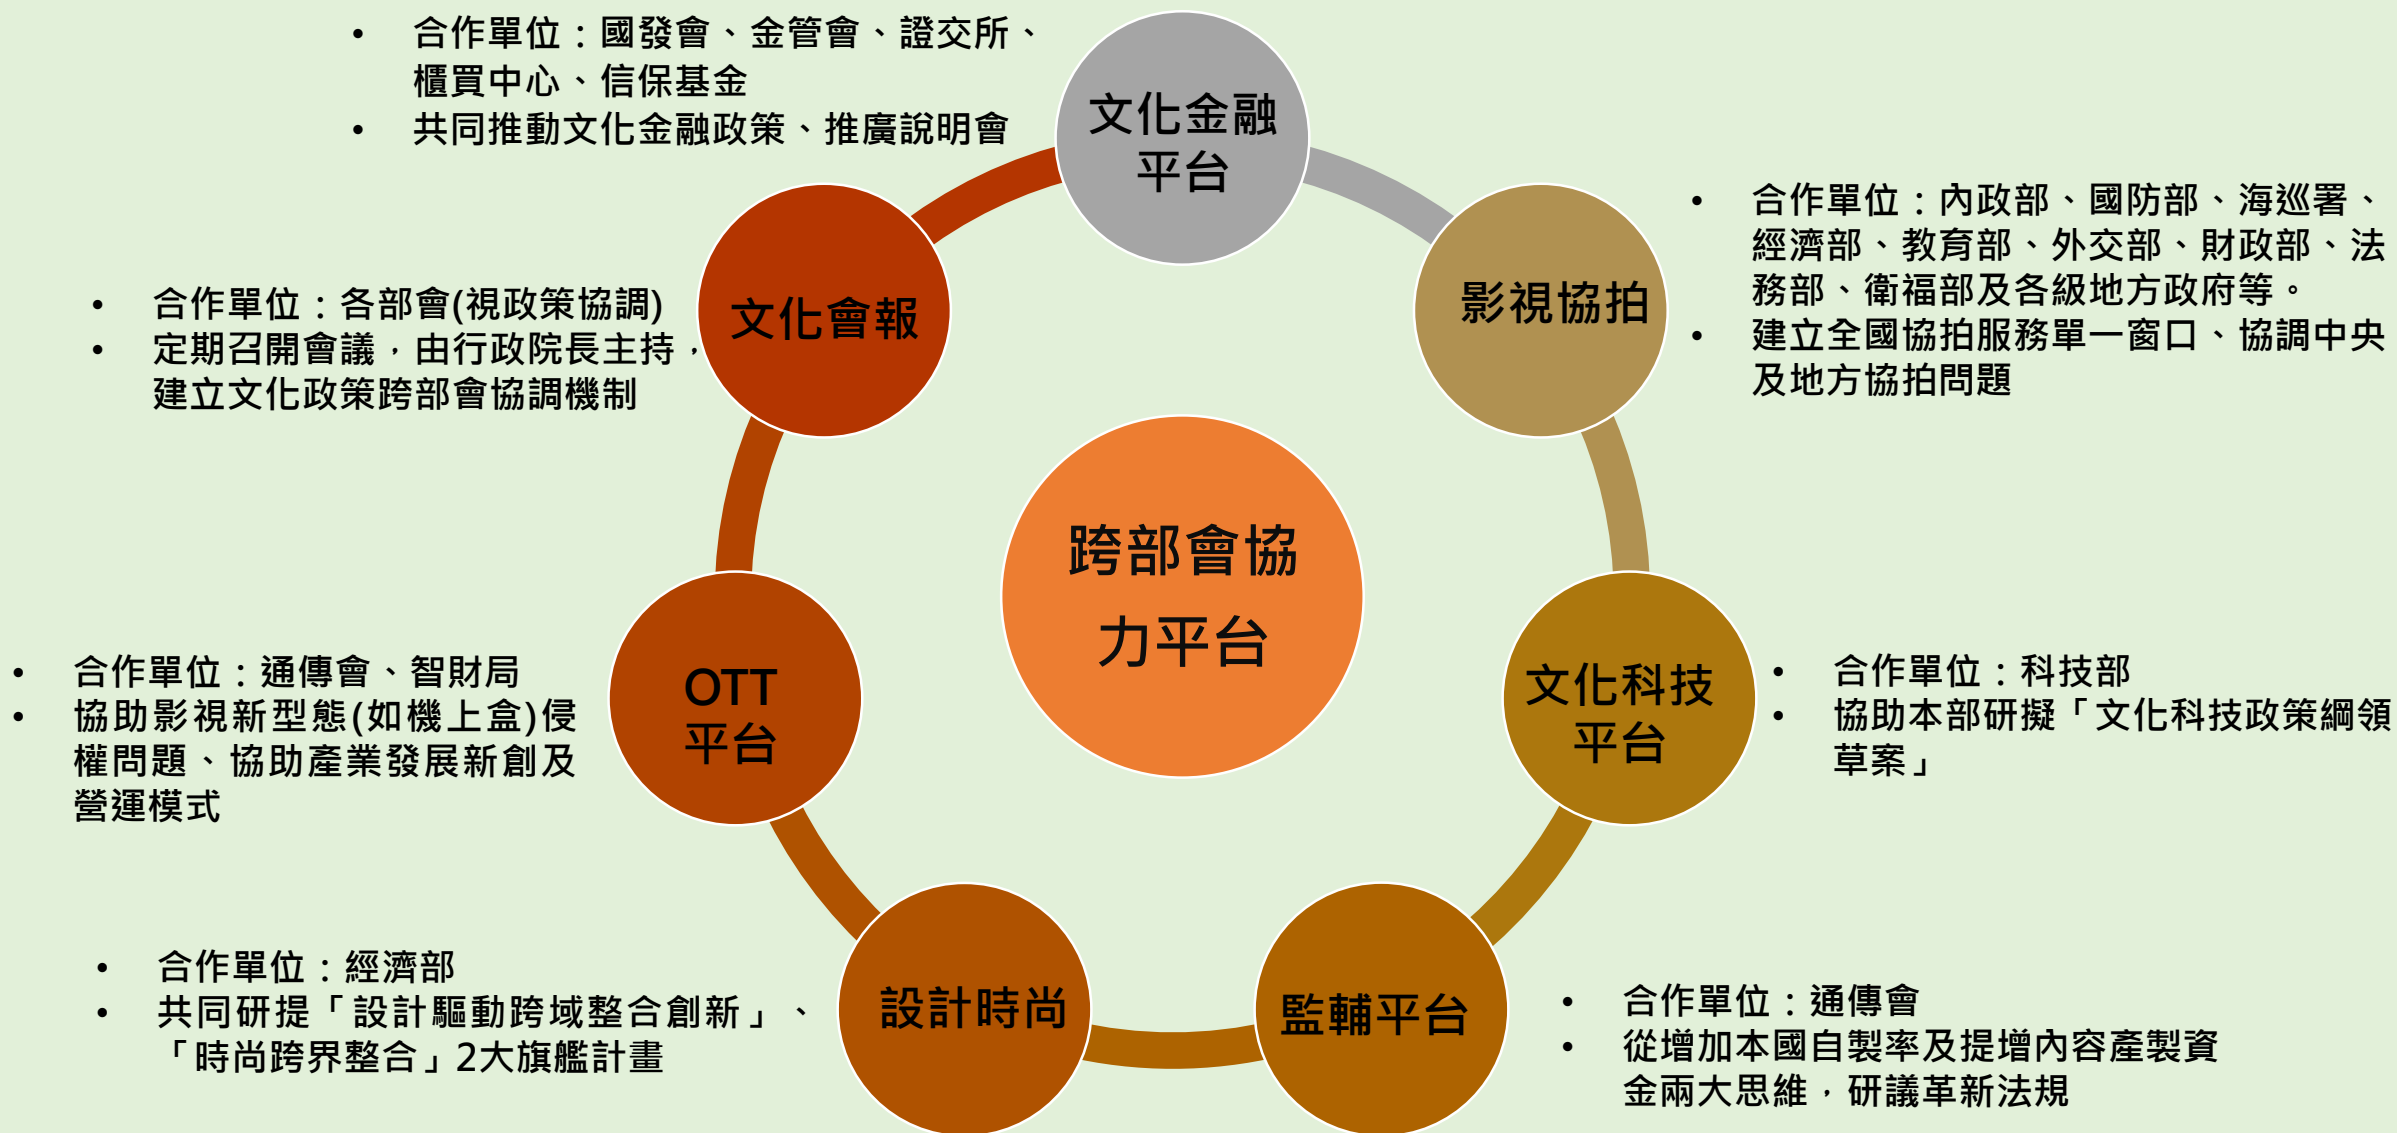 • 合作單位：國發會、金管會、證交所、
櫃買中心、信保基金
• 共同推動文化金融政策、推廣說明會
文化金融
平台
• 合作單位：內政部、國防部、海巡署、
經濟部、教育部、外交部、財政部、法
務部、衛福部及各級地方政府等。
• 建立全國協拍服務單一窗口、協調中央
及地方協拍問題
影視協拍
• 合作單位：各部會(視政策協調)
• 定期召開會議，由行政院長主持，
建立文化政策跨部會協調機制
文化會報
跨部會協
力平台
• 合作單位：通傳會、智財局
• 協助影視新型態(如機上盒)侵
權問題、協助產業發展新創及
營運模式
OTT
平台
文化科技
平台
• 合作單位：科技部
• 協助本部研擬「文化科技政策綱領
草案」
• 合作單位：經濟部
• 共同研提「設計驅動跨域整合創新」、
「時尚跨界整合」2大旗艦計畫
設計時尚
監輔平台
• 合作單位：通傳會
• 從增加本國自製率及提增內容產製資
金兩大思維，研議革新法規